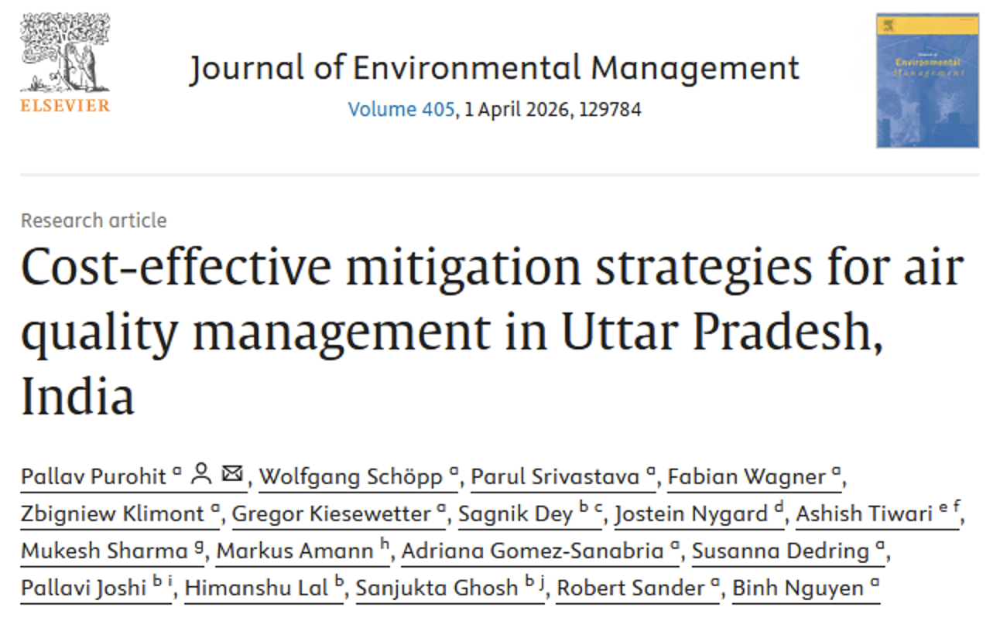 ELSEVIER
Journal of Environmental Management
Volume 405, 1 April 2026, 129784
Journal of
Environmental
Management
Research article
Cost-effective mitigation strategies for air
quality management in Uttar Pradesh,
India
Pallav Purohit a, Wolfgang Schöpp a, Parul Srivastava a, Fabian Wagner a,
Zbigniew Klimont a, Gregor Kiesewetter a, Sagnik Dey b c, Jostein Nygard d, Ashish Tiwari e f,
Mukesh Sharma g, Markus Amann h, Adriana Gomez-Sanabria a, Susanna Dedring a,
Pallavi Joshi b i, Himanshu Lal b, Sanjukta Ghosh b j, Robert Sander a, Binh Nguyen a